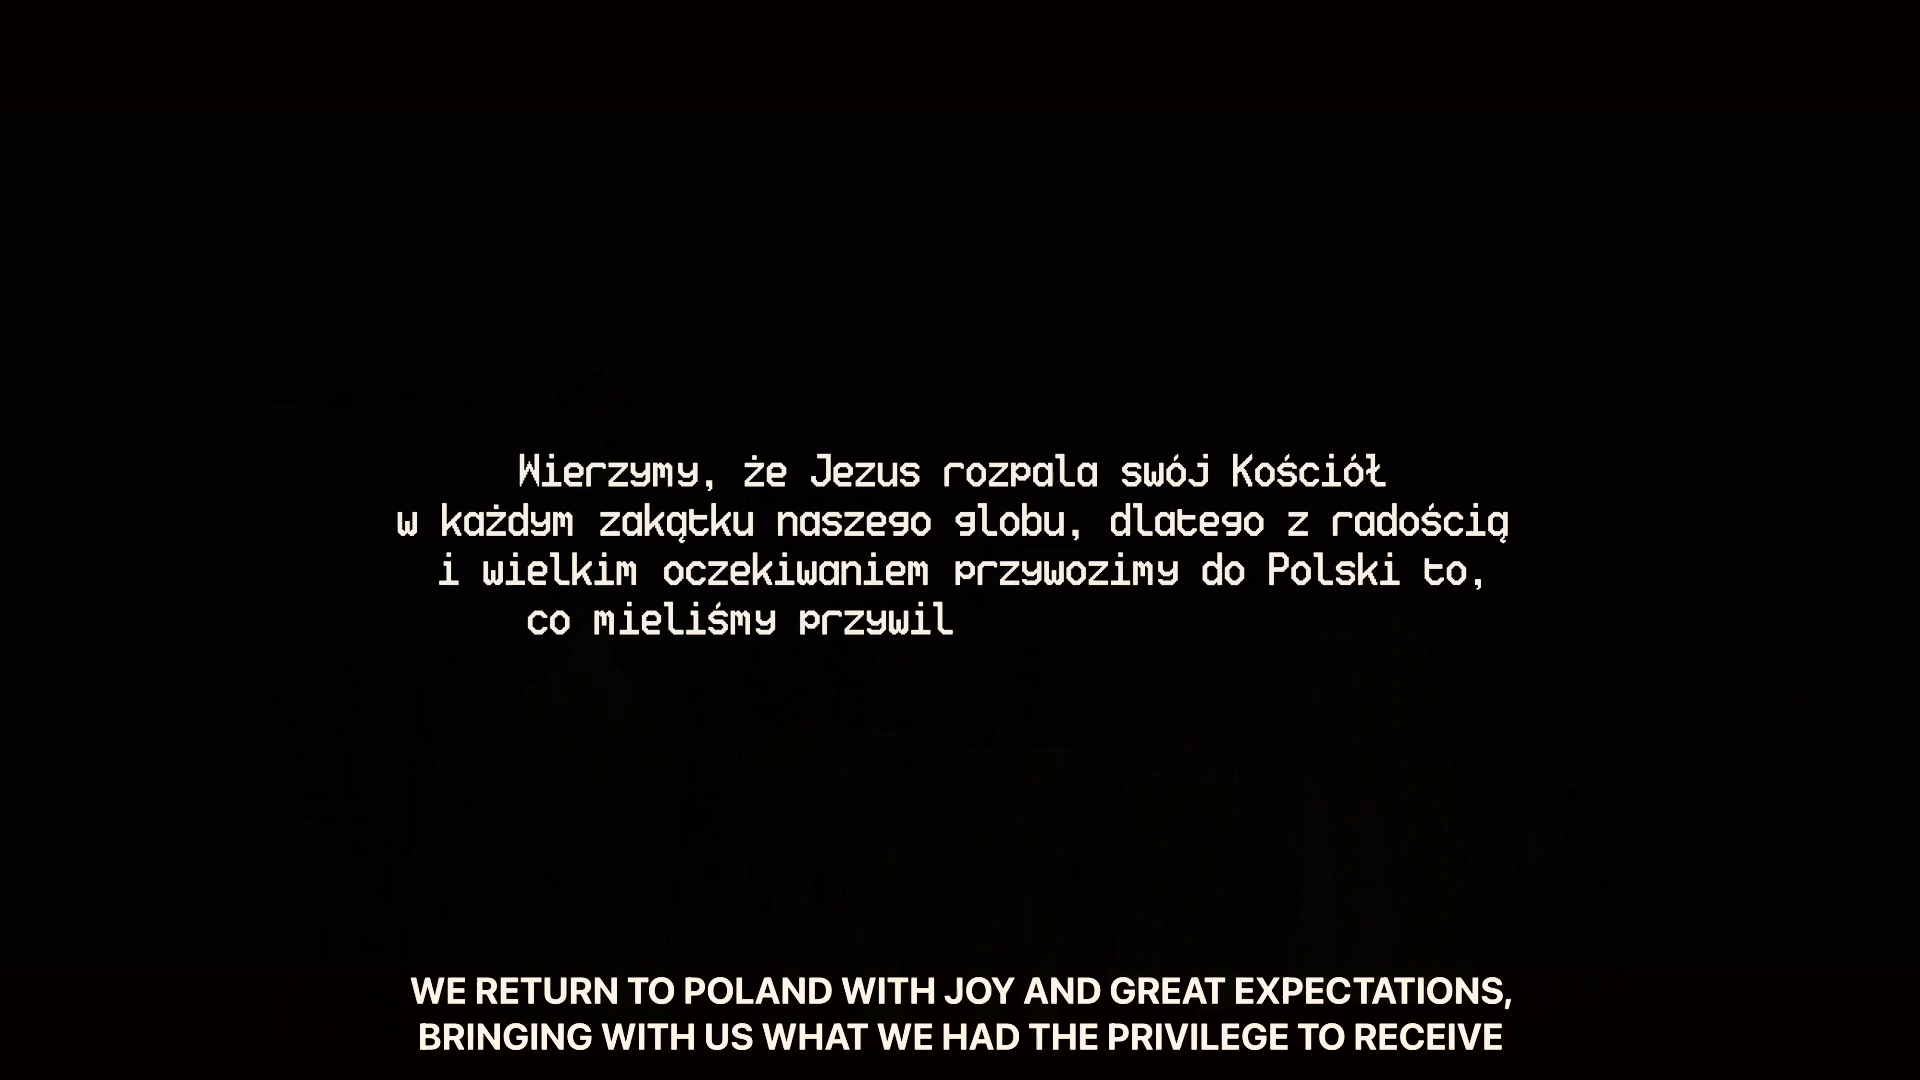 Wierzymy, że Jezus rozpala swój Kościół
w każdym zakątku naszego globu, dlatego z radością
i wielkim oczekiwaniem przywozimy do Polski to,
co mieliśmy przywil
WE RETURN TO POLAND WITH JOY AND GREAT EXPECTATIONS,
BRINGING WITH US WHAT WE HAD THE PRIVILEGE TO RECEIVE